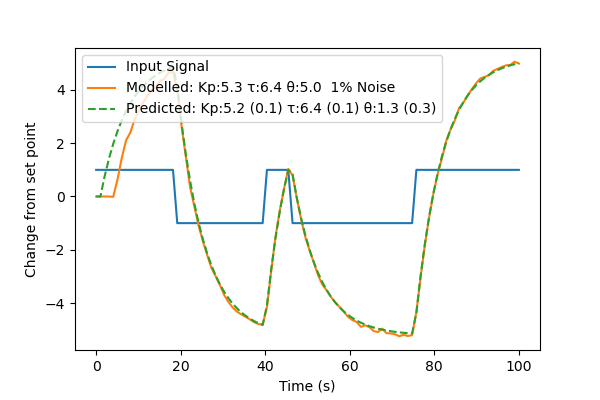 Input Signal
Modelled: Kp:5.3 τ:6.4 θ:5.0  1% Noise
Predicted: Kp:5.2 (0.1) τ:6.4 (0.1) θ:1.3 (0.3)
Change from set point
4
2
0
−2
−4
0 20 40 60 80 100
Time (s)